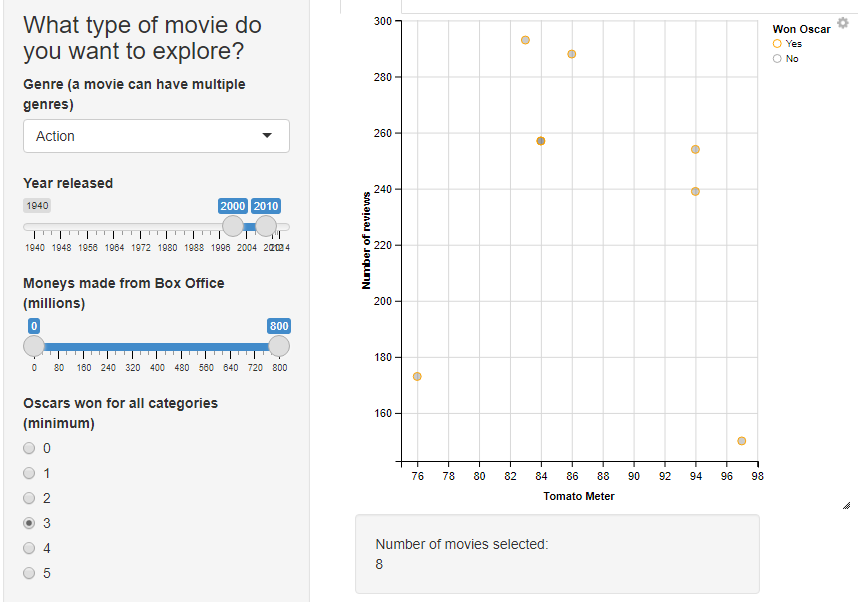 What type of movie do
you want to explore?
Genre (a movie can have multiple
genres)
Action
Year released
1940
2000
2010
1940 1948 1956 1964 1972 1980 1988 1996 2004 2014
Moneys made from Box Office
(millions)
0
800
0 80 160 240 320 400 480 560 640 720 800
Oscars won for all categories
(minimum)
0
1
2
3
4
5
300
280
260
240
220
200
180
160
Number of reviews
76 78 80 82 84 86 88 90 92 94 96 98
Tomato Meter
Won Oscar
Yes
No
Number of movies selected:
8